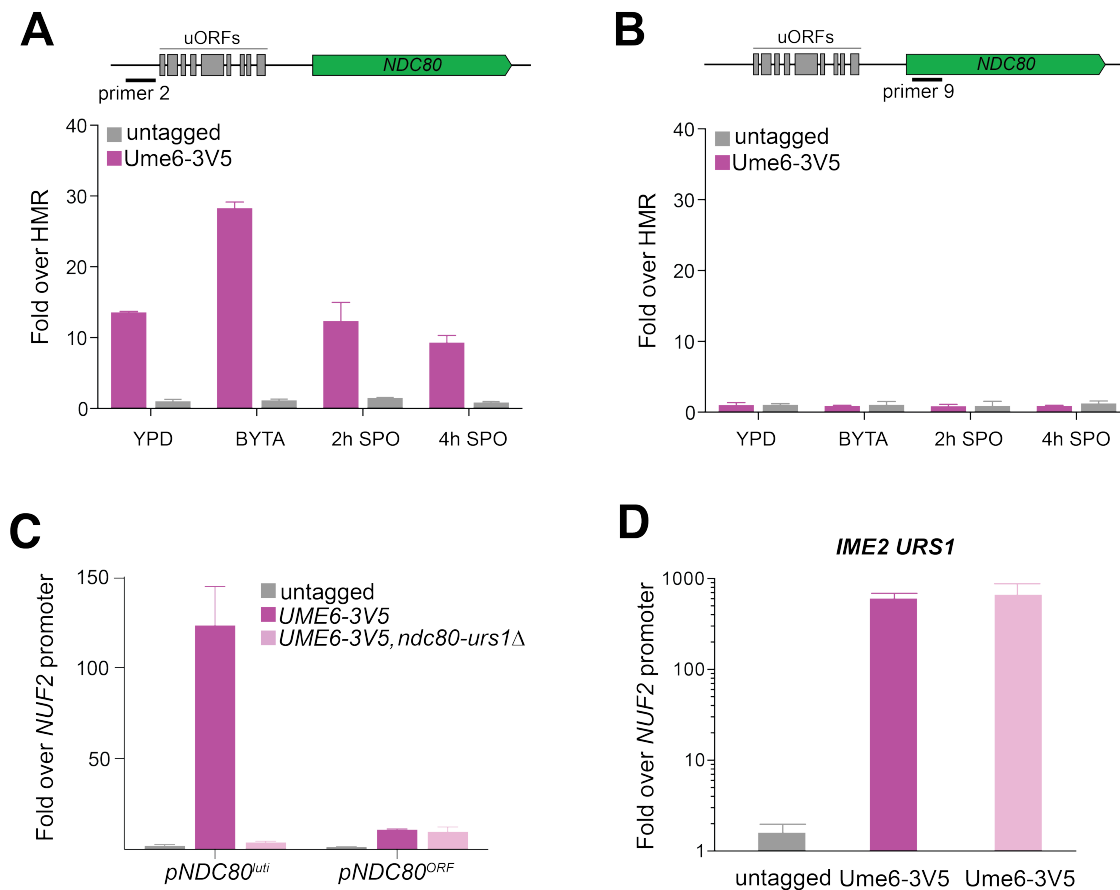 A
uORFs
NDC80
primer 2
40
30
20
10
0
Fold over HMR
untagged
Ume6-3V5
YPD BYTA 2h SPO 4h SPO
B
uORFs
NDC80
primer 9
40
30
20
10
0
Fold over HMR
untagged
Ume6-3V5
YPD BYTA 2h SPO 4h SPO
C
150
100
50
Fold over NUF2 promoter
untagged
UME6-3V5
UME6-3V5, ndc80-urs1Δ
pNDC80luti pNDC80ORF
D
IME2 URS1
1000
100
10
1
Fold over NUF2 promoter
untagged Ume6-3V5 Ume6-3V5